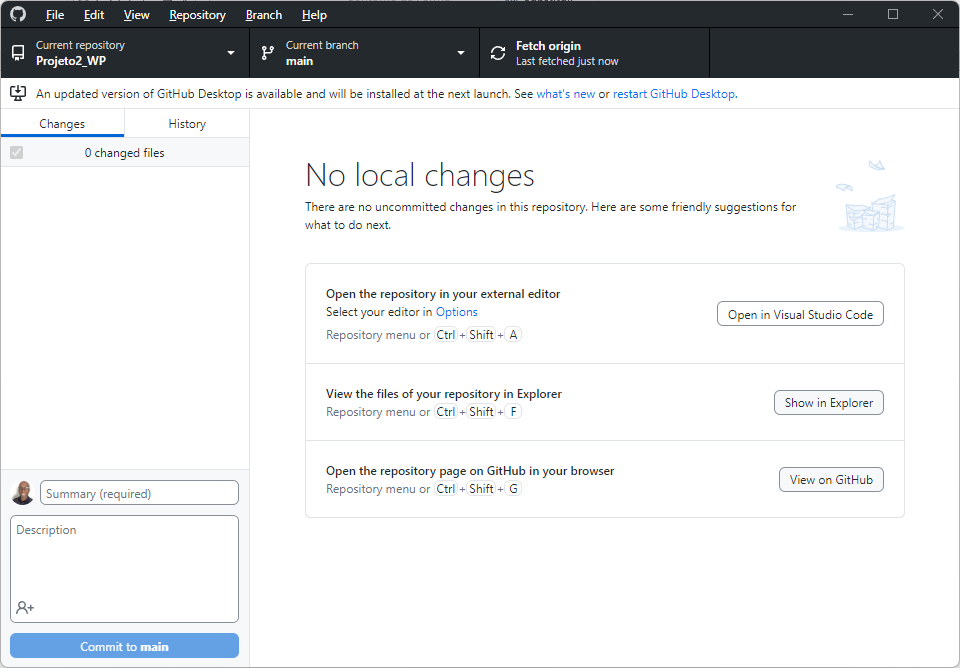 File Edit View Repository Branch Help
Current repository
Projeto2_WP
Current branch
main
Fetch origin
Last fetched just now
An updated version of GitHub Desktop is available and will be installed at the next launch. See what's new or restart GitHub Desktop.
Changes
History
0 changed files
No local changes
There are no uncommitted changes in this repository. Here are some friendly suggestions for
what to do next.
Open the repository in your external editor
Select your editor in Options
Repository menu or Ctrl + Shift + A
Open in Visual Studio Code
View the files of your repository in Explorer
Repository menu or Ctrl + Shift + F
Show in Explorer
Open the repository page on GitHub in your browser
Repository menu or Ctrl + Shift + G
View on GitHub
Summary (required)
Description
Commit to main